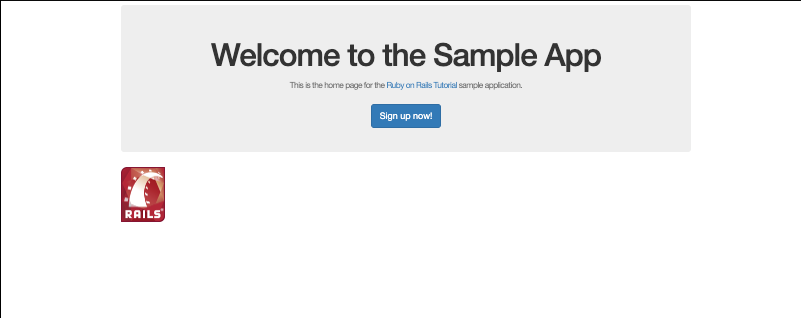 Welcome to the Sample App
This is the home page for the Ruby on Rails Tutorial sample application.
Sign up now!
RAILS